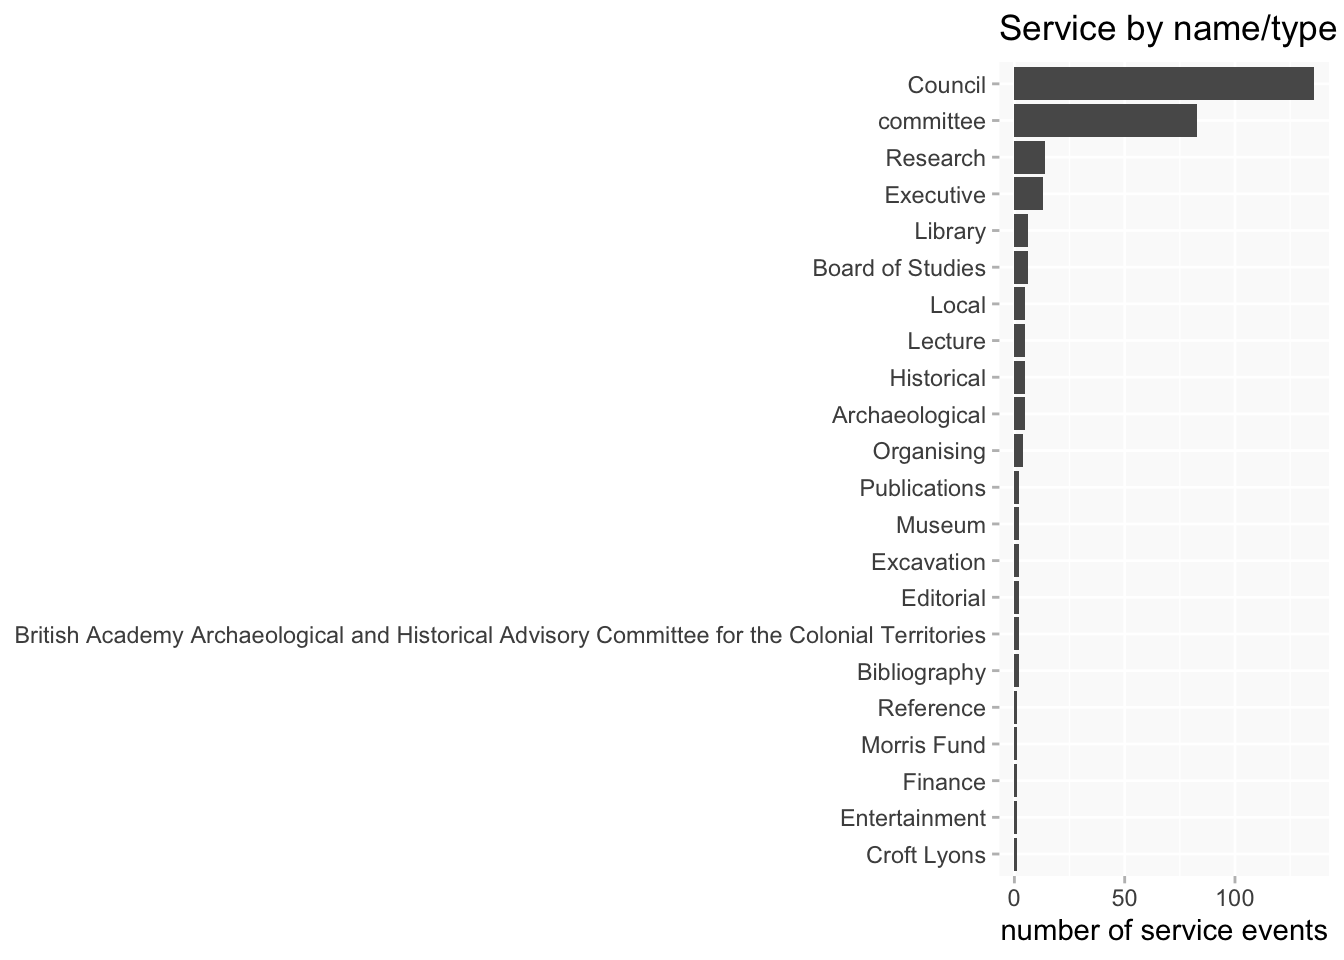 Service by name/type
Council
committee
Research
Executive
Library
Board of Studies
Local
Lecture
Historical
Archaeological
Organising
Publications
Museum
Excavation
Editorial
British Academy Archaeological and Historical Advisory Committee for the Colonial Territories
Bibliography
Reference
Morris Fund
Finance
Entertainment
Croft Lyons
0 50 100
number of service events